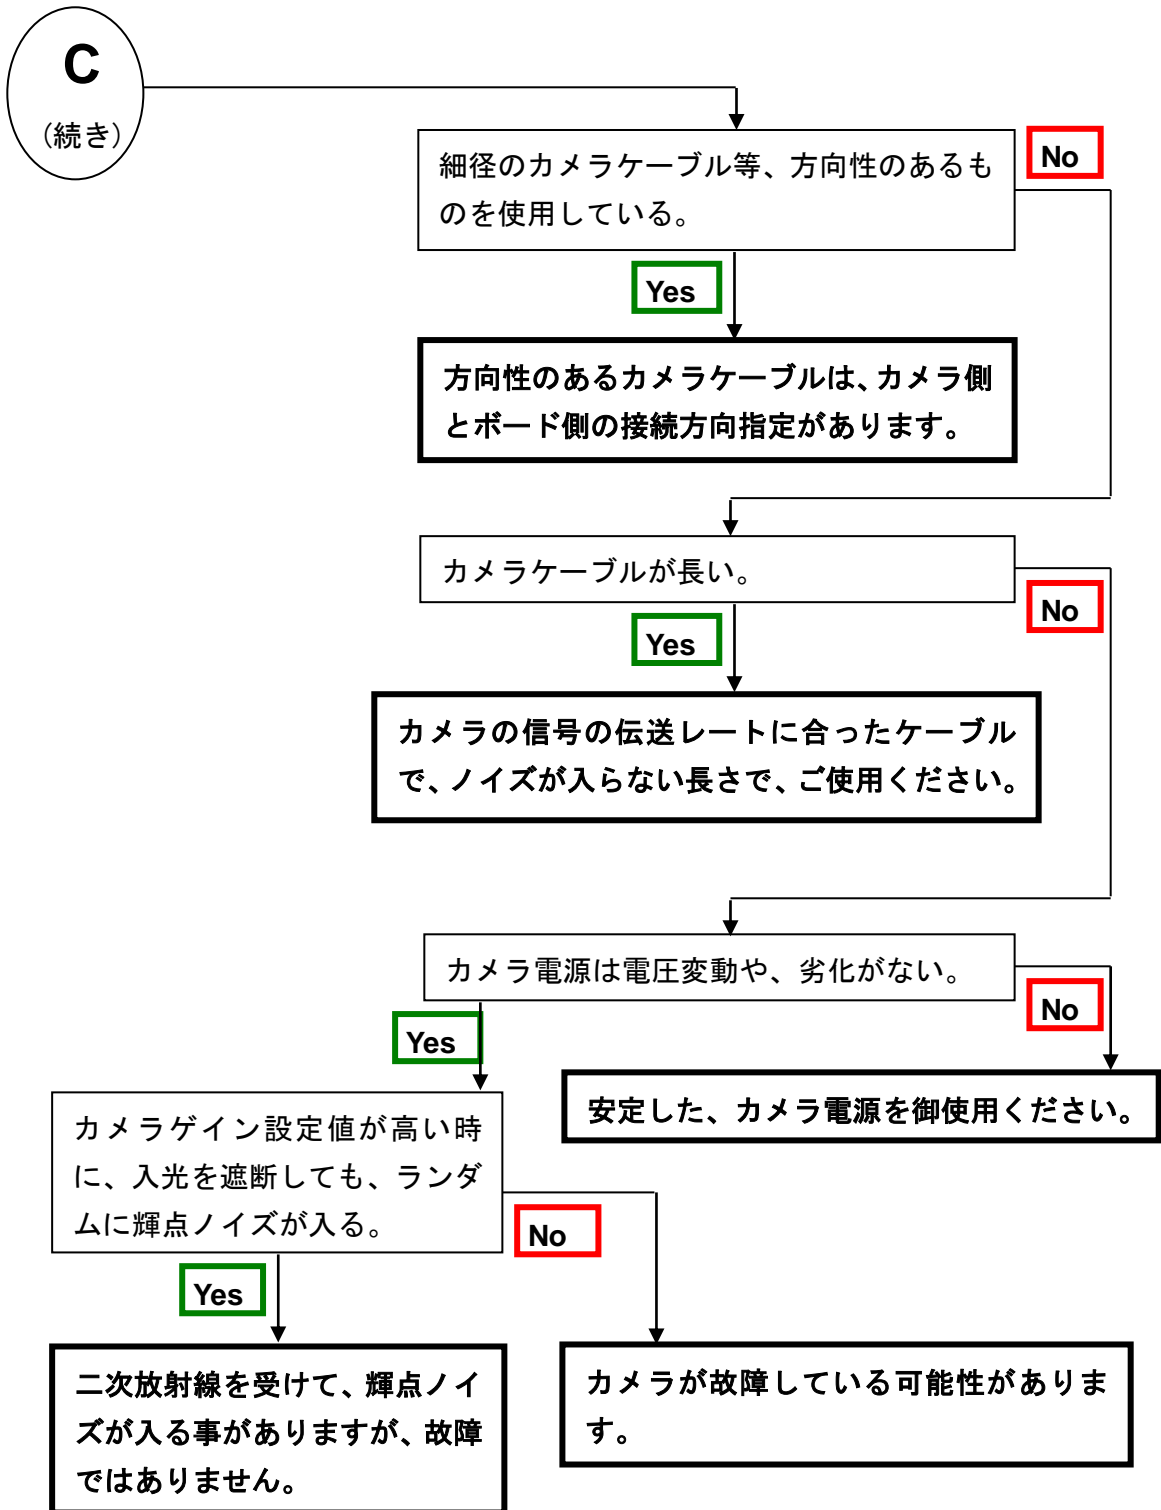 C
(続き)
細径のカメラケーブル等、方向性のあるも
のを使用している。
No
Yes
方向性のあるカメラケーブルは、カメラ側
とボード側の接続方向指定があります。
カメラケーブルが長い。
No
Yes
カメラの信号の伝送レートに合ったケーブル
で、ノイズが入らない長さで、ご使用ください。
カメラ電源は電圧変動や、劣化がない。
No
Yes
安定した、カメラ電源を御使用ください。
カメラゲイン設定値が高い時
に、入光を遮断しても、ランダ
ムに輝点ノイズが入る。
No
Yes
二次放射線を受けて、輝点ノイ
ズが入る事がありますが、故障
ではありません。
カメラが故障している可能性がありま
す。